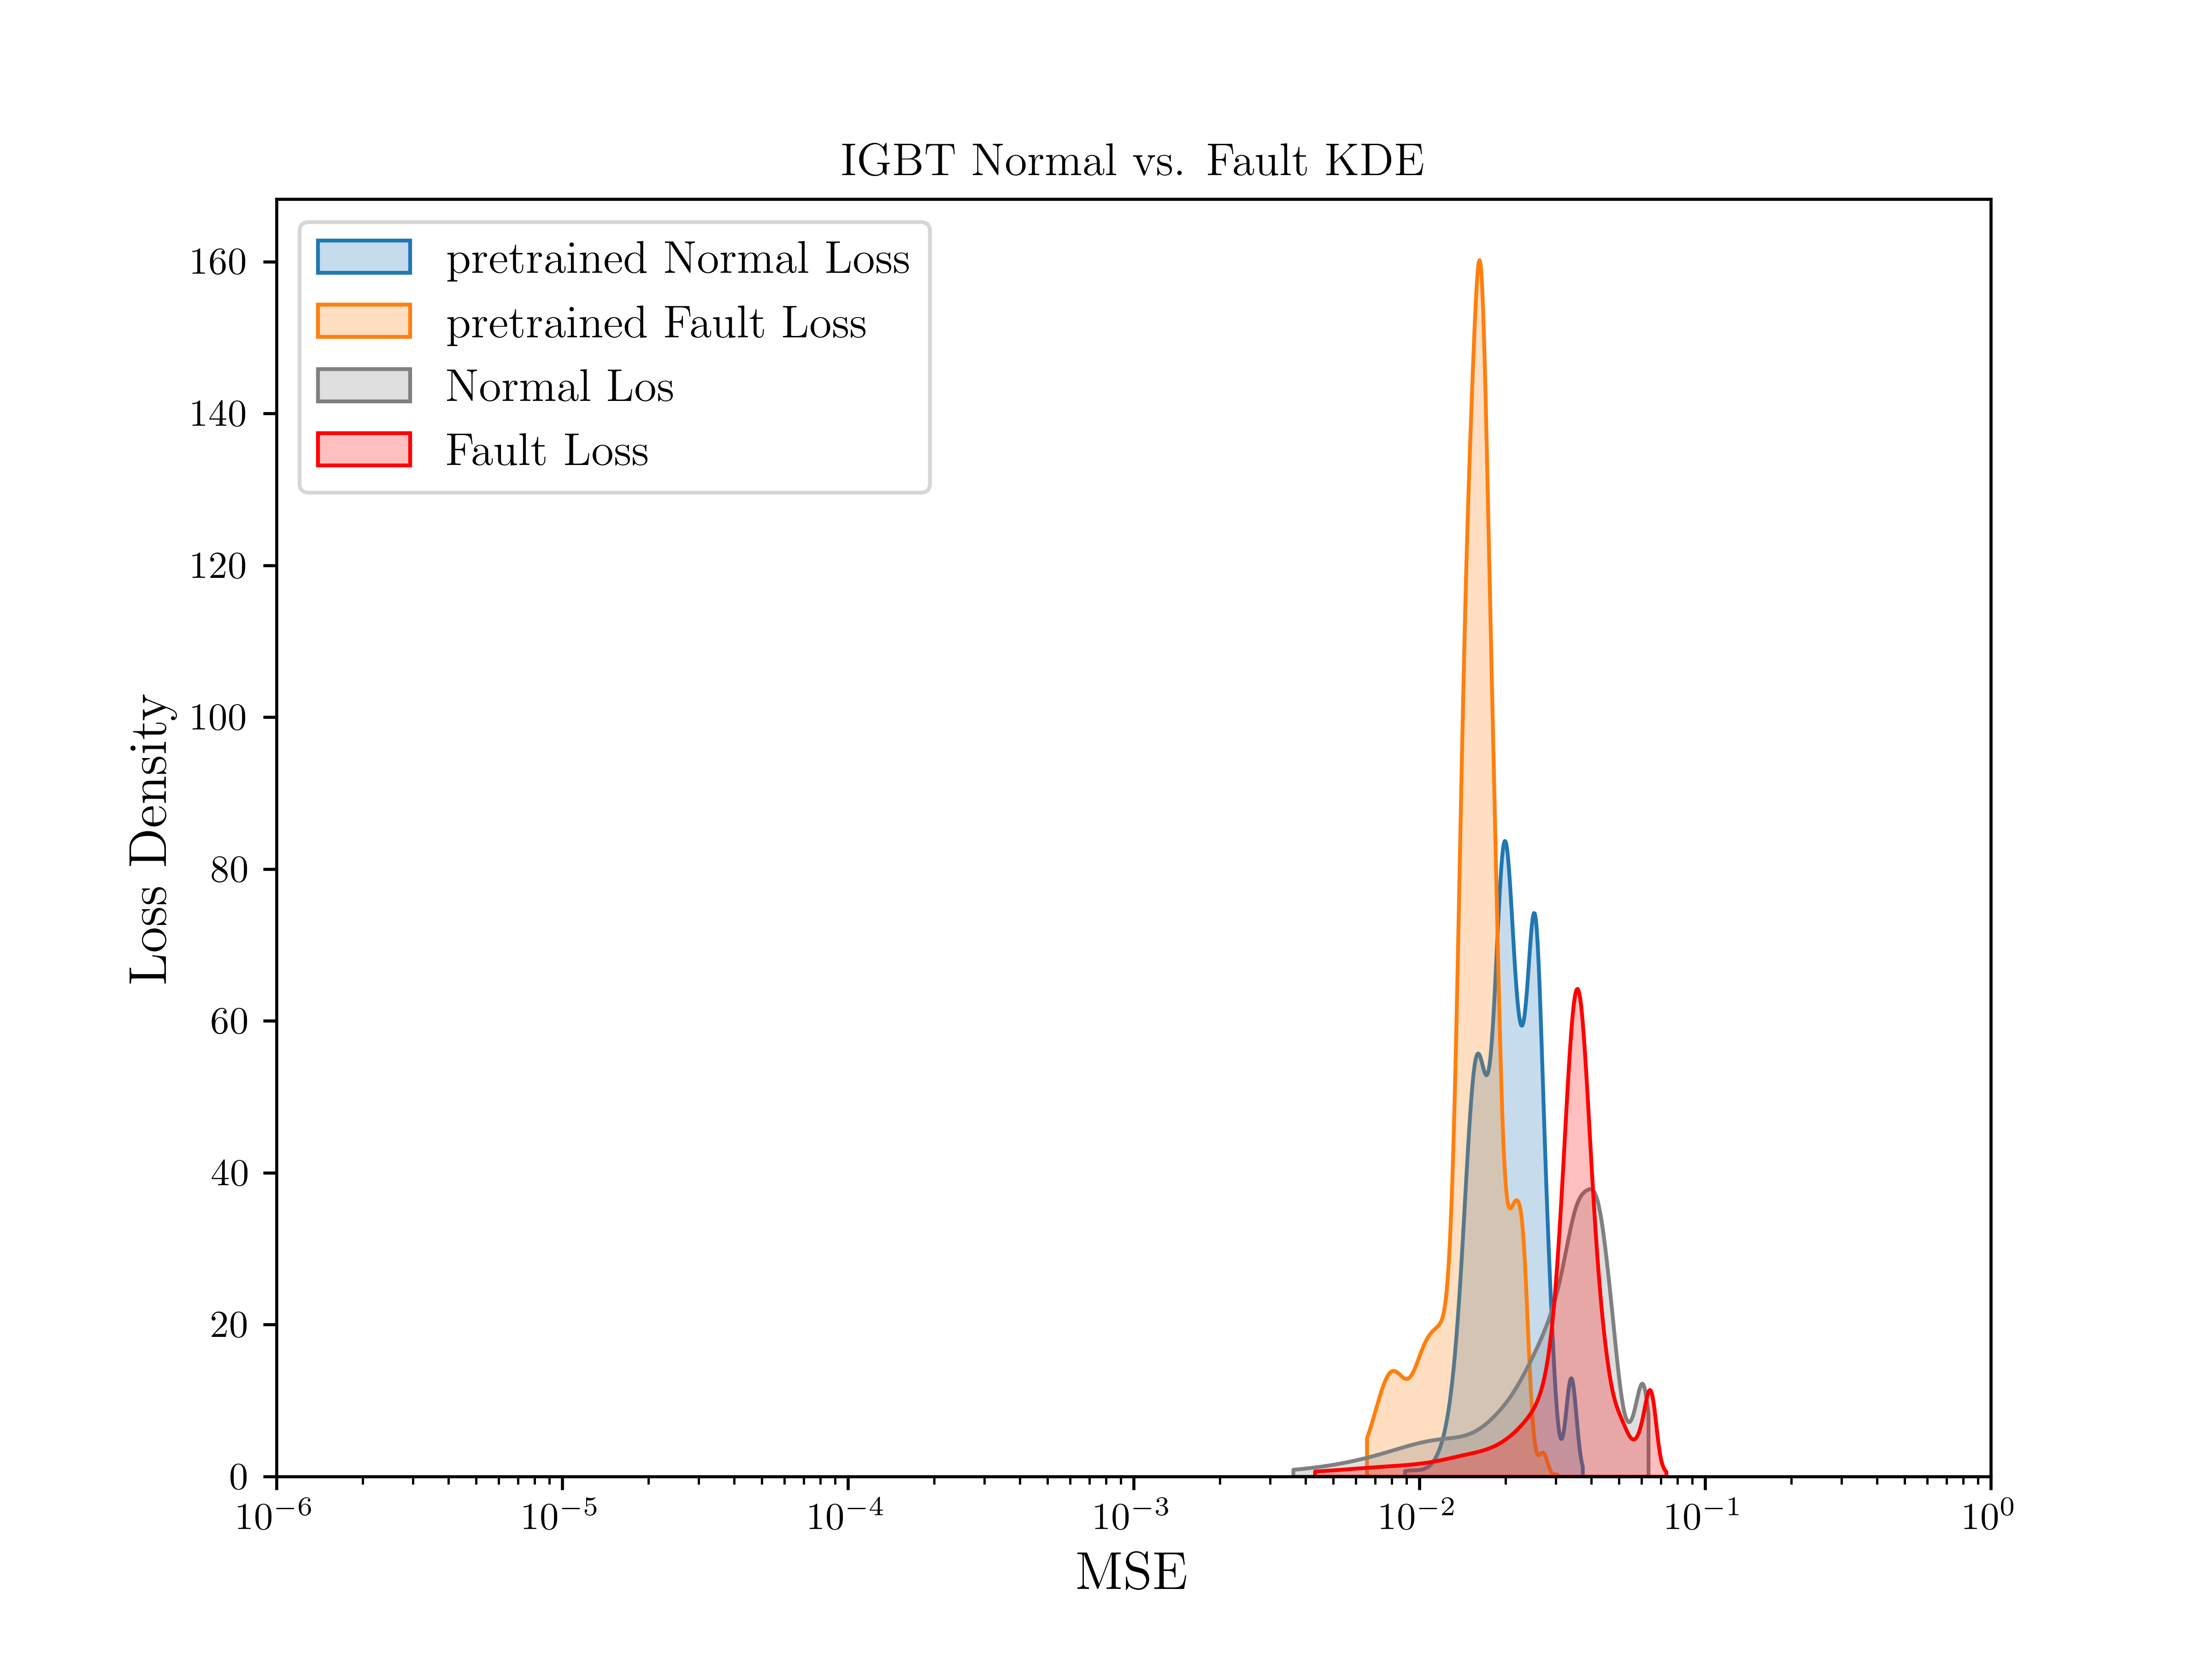 IGBT Normal vs. Fault KDE
pretrained Normal Loss
pretrained Fault Loss
Normal Los
Fault Loss
Loss Density
160
140
120
100
80
60
40
20
0
10⁻⁶ 10⁻⁵ 10⁻⁴ 10⁻³ 10⁻² 10⁻¹ 10⁰
MSE